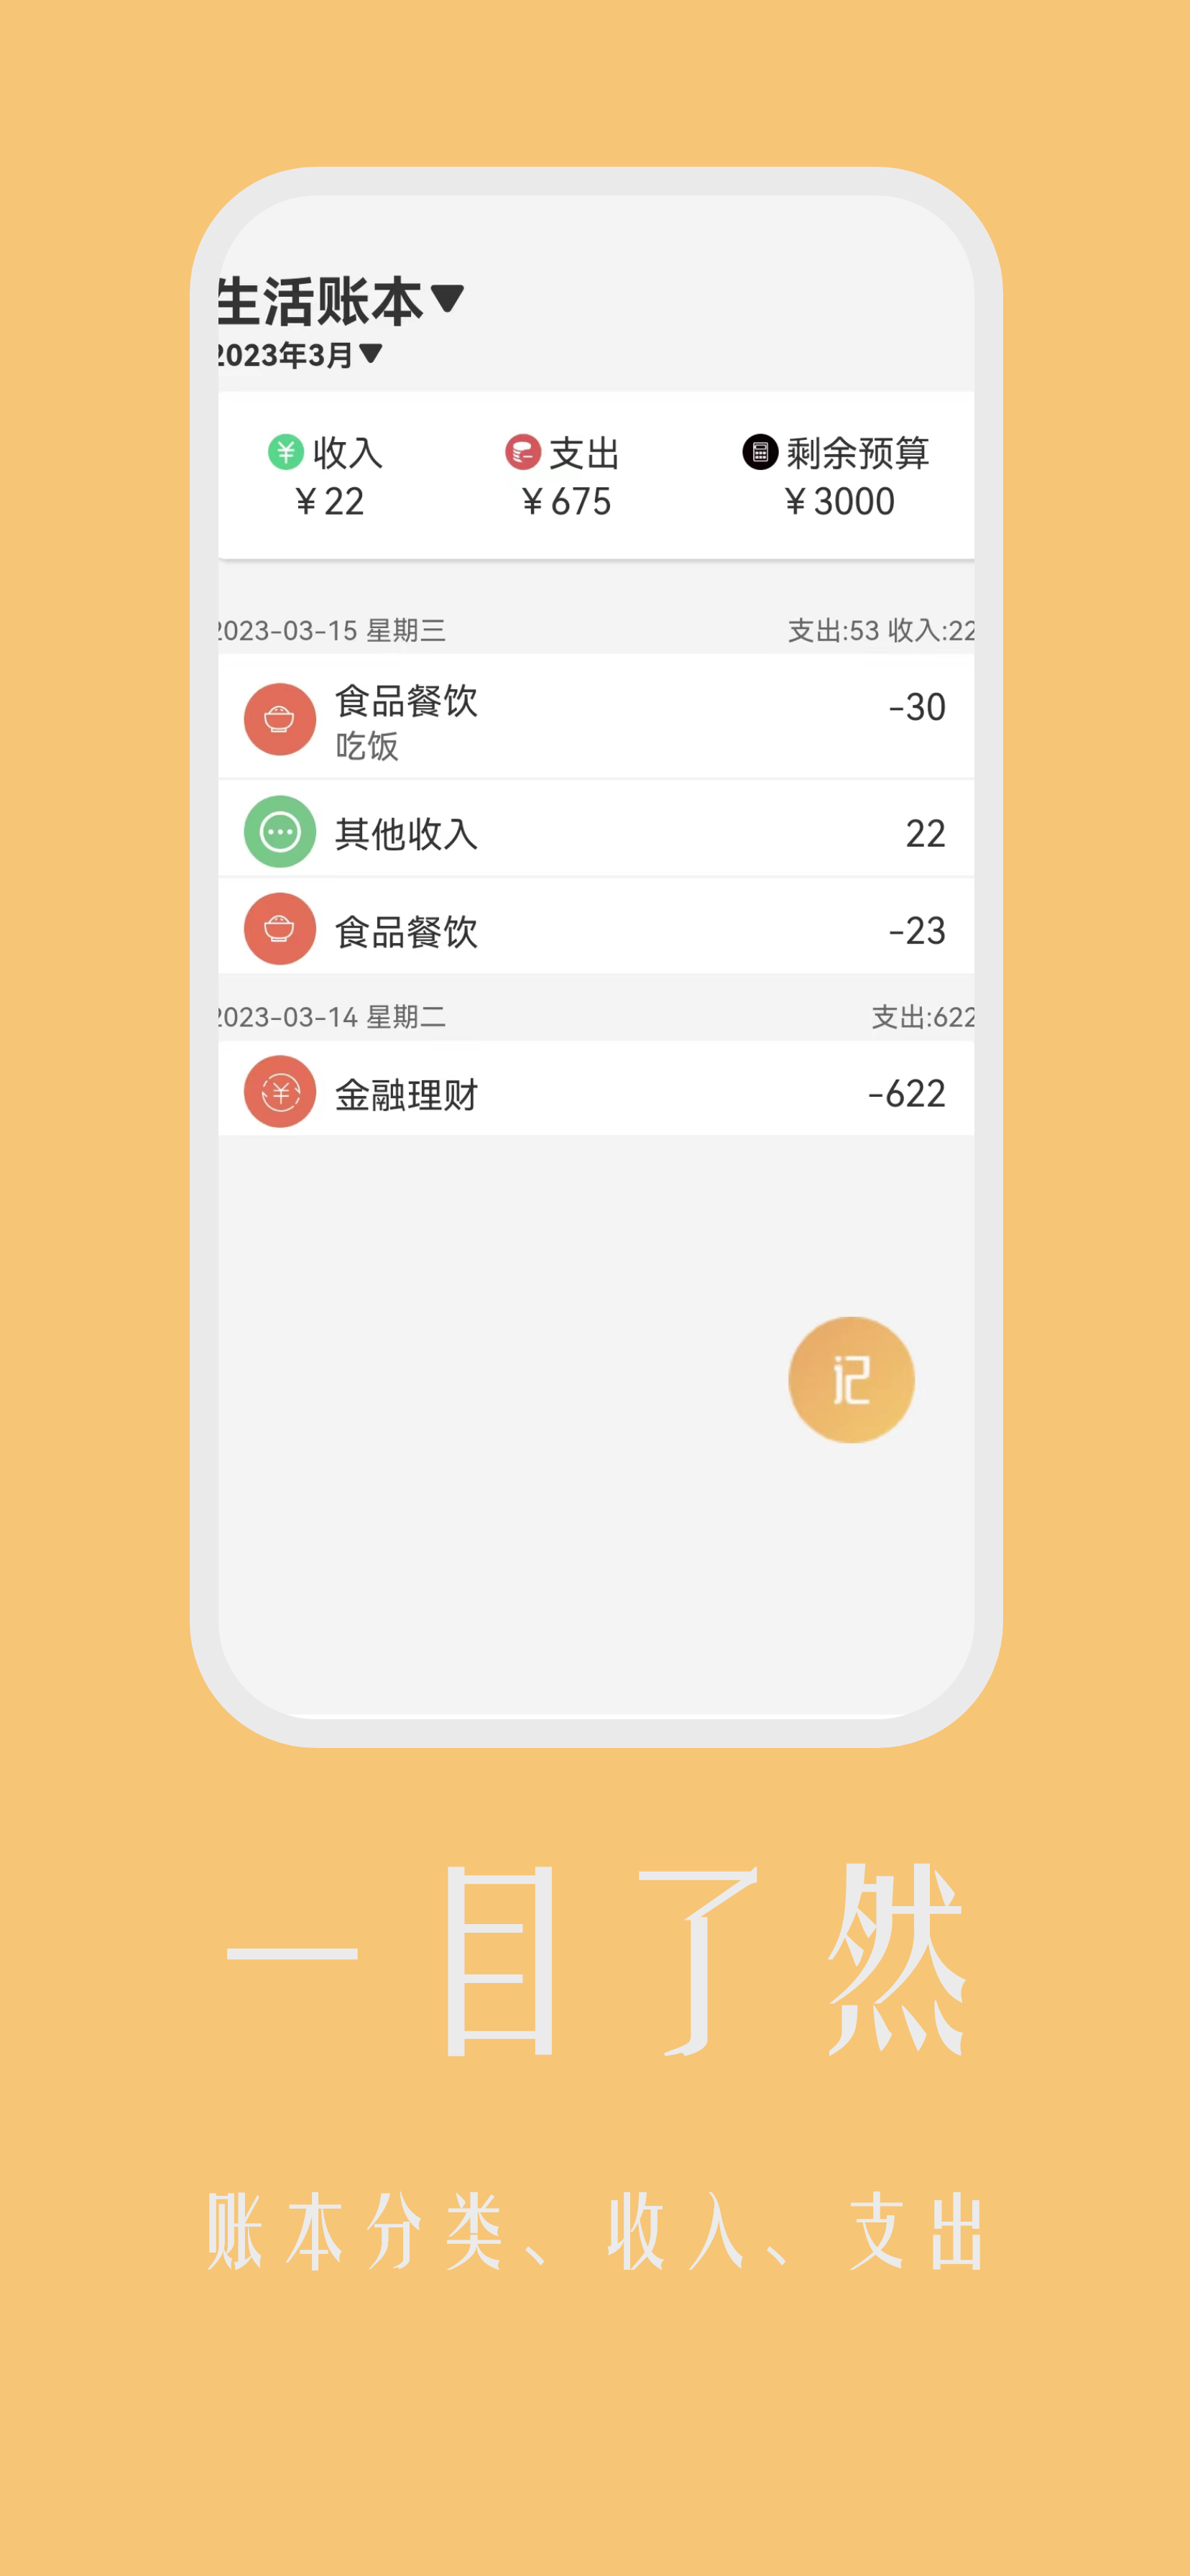 生活账本
2023年3月
收入 支出 剩余预算
¥22 ¥675 ¥3000
2023-03-15 星期三 支出:53 收入:22
食品餐饮 -30
吃饭
其他收入 22
食品餐饮 -23
2023-03-14 星期二 支出:622
金融理财 -622
记
一目了然
账本分类、收入、支出